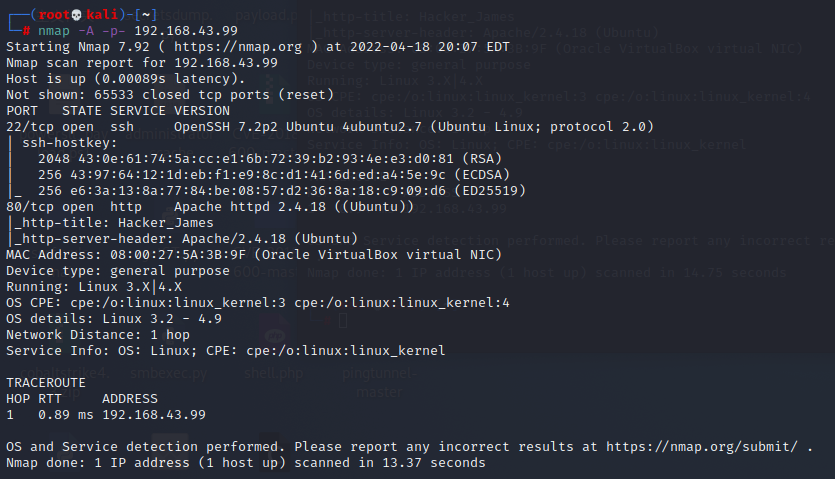 (root💀kali)-[~]
# nmap -A -p- 192.168.43.99
Starting Nmap 7.92 ( https://nmap.org ) at 2022-04-18 20:07 EDT
Nmap scan report for 192.168.43.99
Host is up (0.00089s latency).
Not shown: 65533 closed tcp ports (reset)
PORT   STATE SERVICE VERSION
22/tcp open  ssh     OpenSSH 7.2p2 Ubuntu 4ubuntu2.7 (Ubuntu Linux; protocol 2.0)
| ssh-hostkey:
|   2048 43:0e:61:74:5a:cc:e1:6b:72:39:b2:93:4e:e3:d0:81 (RSA)
|   256 43:97:64:12:1d:eb:f1:e9:8c:d1:41:6d:ed:a4:5e:9c (ECDSA)
|_  256 e6:3a:13:8a:77:84:be:08:57:d2:36:8a:18:c9:09:d6 (ED25519)
80/tcp open  http    Apache httpd 2.4.18 ((Ubuntu))
|_http-title: Hacker_James
|_http-server-header: Apache/2.4.18 (Ubuntu)
MAC Address: 08:00:27:5A:3B:9F (Oracle VirtualBox virtual NIC)
Device type: general purpose
Running: Linux 3.X|4.X
OS CPE: cpe:/o:linux:linux_kernel:3 cpe:/o:linux:linux_kernel:4
OS details: Linux 3.2 - 4.9
Network Distance: 1 hop
Service Info: OS: Linux; CPE: cpe:/o:linux:linux_kernel

TRACEROUTE
HOP RTT     ADDRESS
1   0.89 ms 192.168.43.99

OS and Service detection performed. Please report any incorrect results at https://nmap.org/submit/ .
Nmap done: 1 IP address (1 host up) scanned in 13.37 seconds